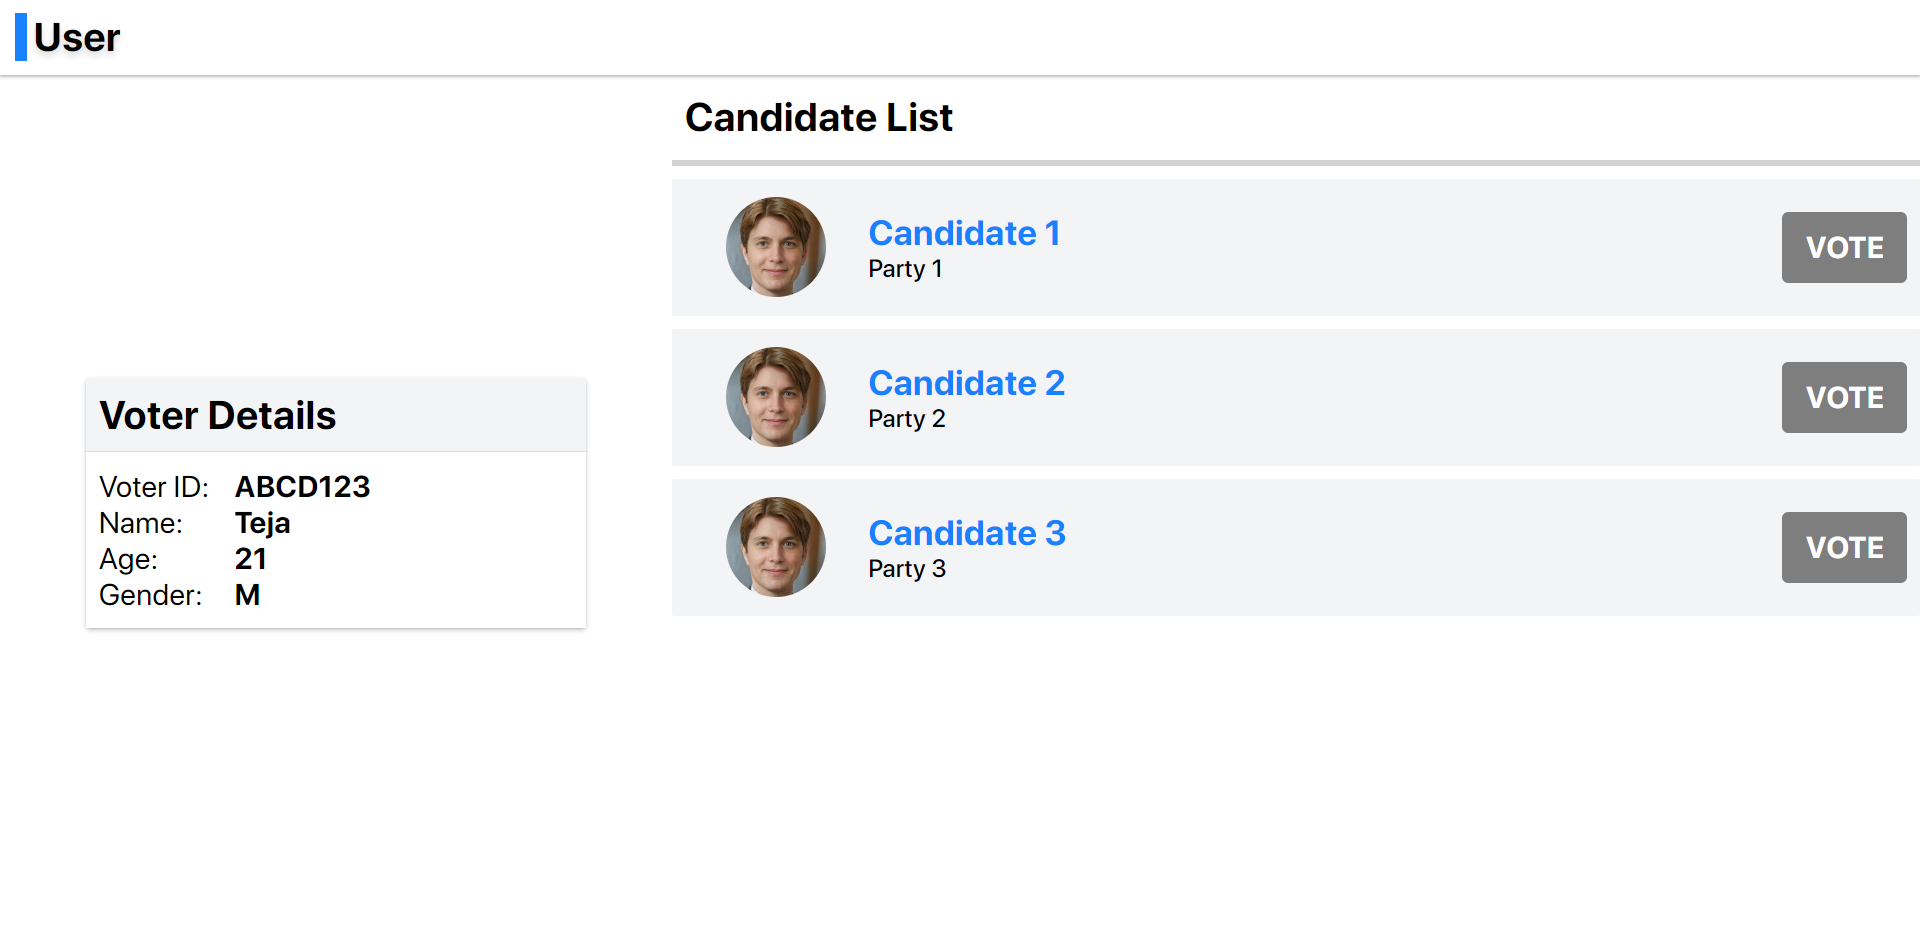 User
Candidate List
Candidate 1
Party 1
VOTE
Candidate 2
Party 2
VOTE
Candidate 3
Party 3
VOTE
Voter Details
Voter ID: ABCD123
Name: Teja
Age: 21
Gender: M